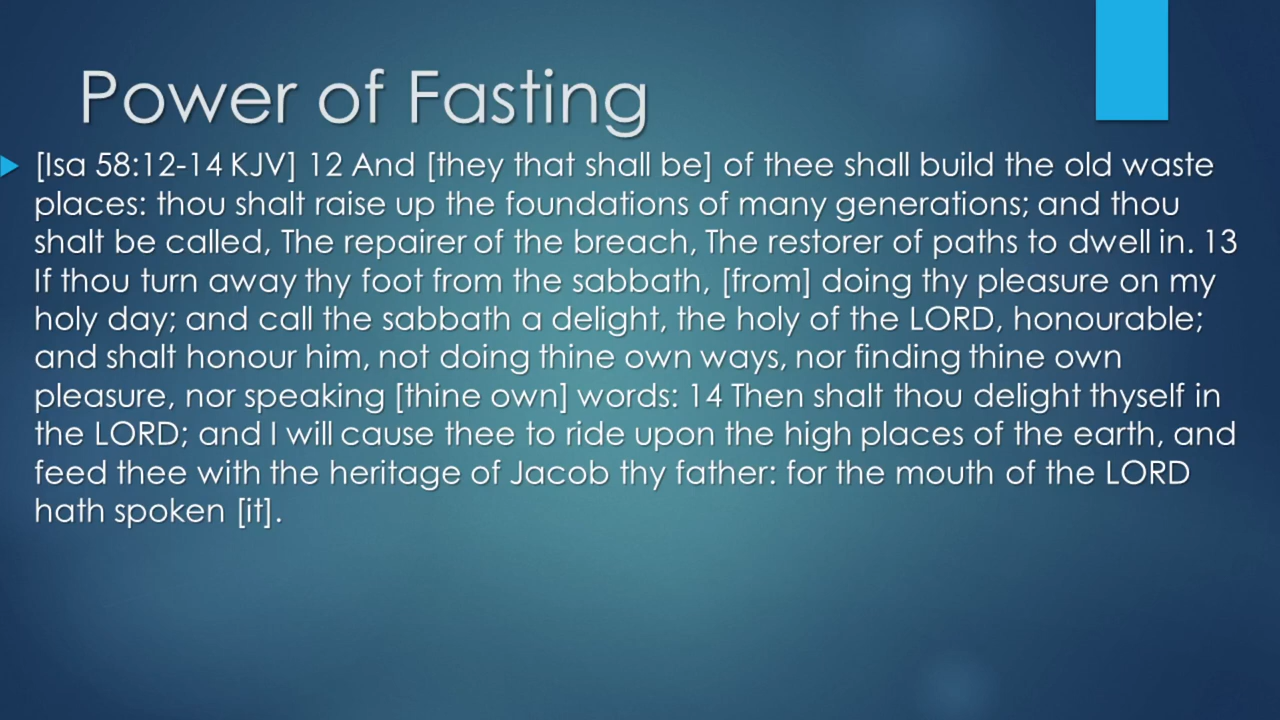 Power of Fasting
[Isa 58:12-14 KJV] 12 And [they that shall be] of thee shall build the old waste
places: thou shalt raise up the foundations of many generations; and thou
shalt be called, The repairer of the breach, The restorer of paths to dwell in. 13
If thou turn away thy foot from the sabbath, [from] doing thy pleasure on my
holy day; and call the sabbath a delight, the holy of the LORD, honourable;
and shalt honour him, not doing thine own ways, nor finding thine own
pleasure, nor speaking [thine own] words: 14 Then shalt thou delight thyself in
the LORD; and I will cause thee to ride upon the high places of the earth, and
feed thee with the heritage of Jacob thy father: for the mouth of the LORD
hath spoken [it].